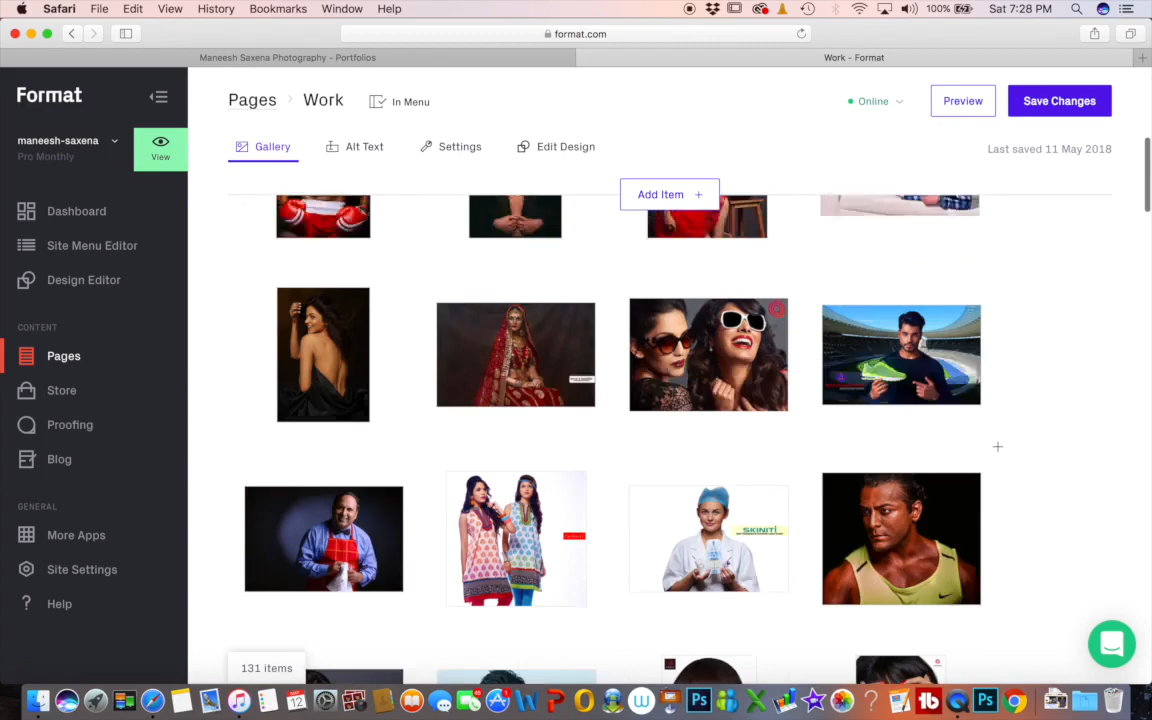 Safari File Edit View History Bookmarks Window Help 100% Sat 7:28 PM
format.com
Maneesh Saxena Photography - Portfolios Work - Format
Format
Pages Work In Menu Online Preview Save Changes
maneesh-saxena
Pro Monthly
View
Gallery Alt Text Settings Edit Design Last saved 11 May 2018
Add Item +
Dashboard
Site Menu Editor
Design Editor
CONTENT
Pages
Store
Proofing
Blog
GENERAL
More Apps
Site Settings
Help
SKINITI
131 items